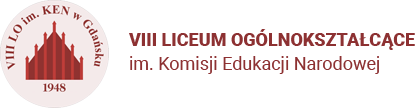 VIII LO im. KEN w Gdańsku
1948
VIII LICEUM OGÓLNOKSZTAŁCĄCE
im. Komisji Edukacji Narodowej